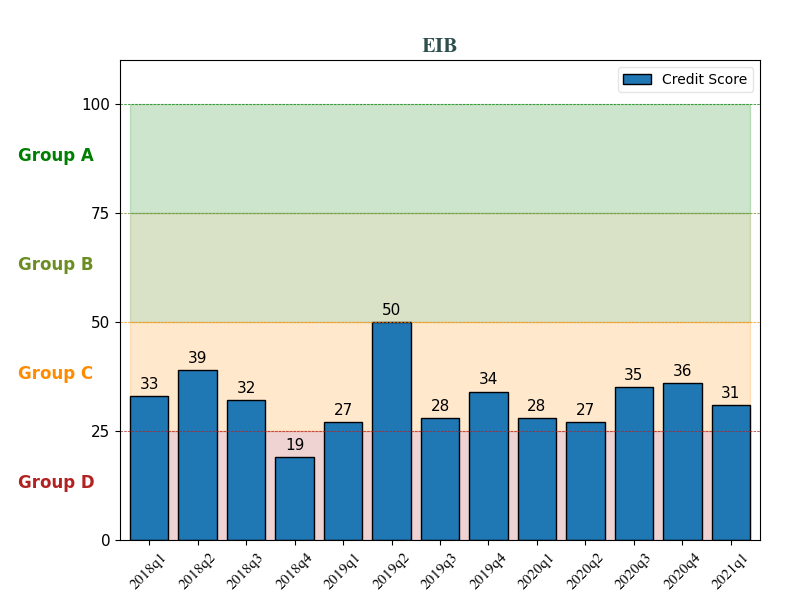 EIB
Credit Score
100
Group A
75
Group B
50
Group C
25
Group D
0
33
39
32
19
27
50
28
34
28
27
35
36
31
2018q1
2018q2
2018q3
2018q4
2019q1
2019q2
2019q3
2019q4
2020q1
2020q2
2020q3
2020q4
2021q1